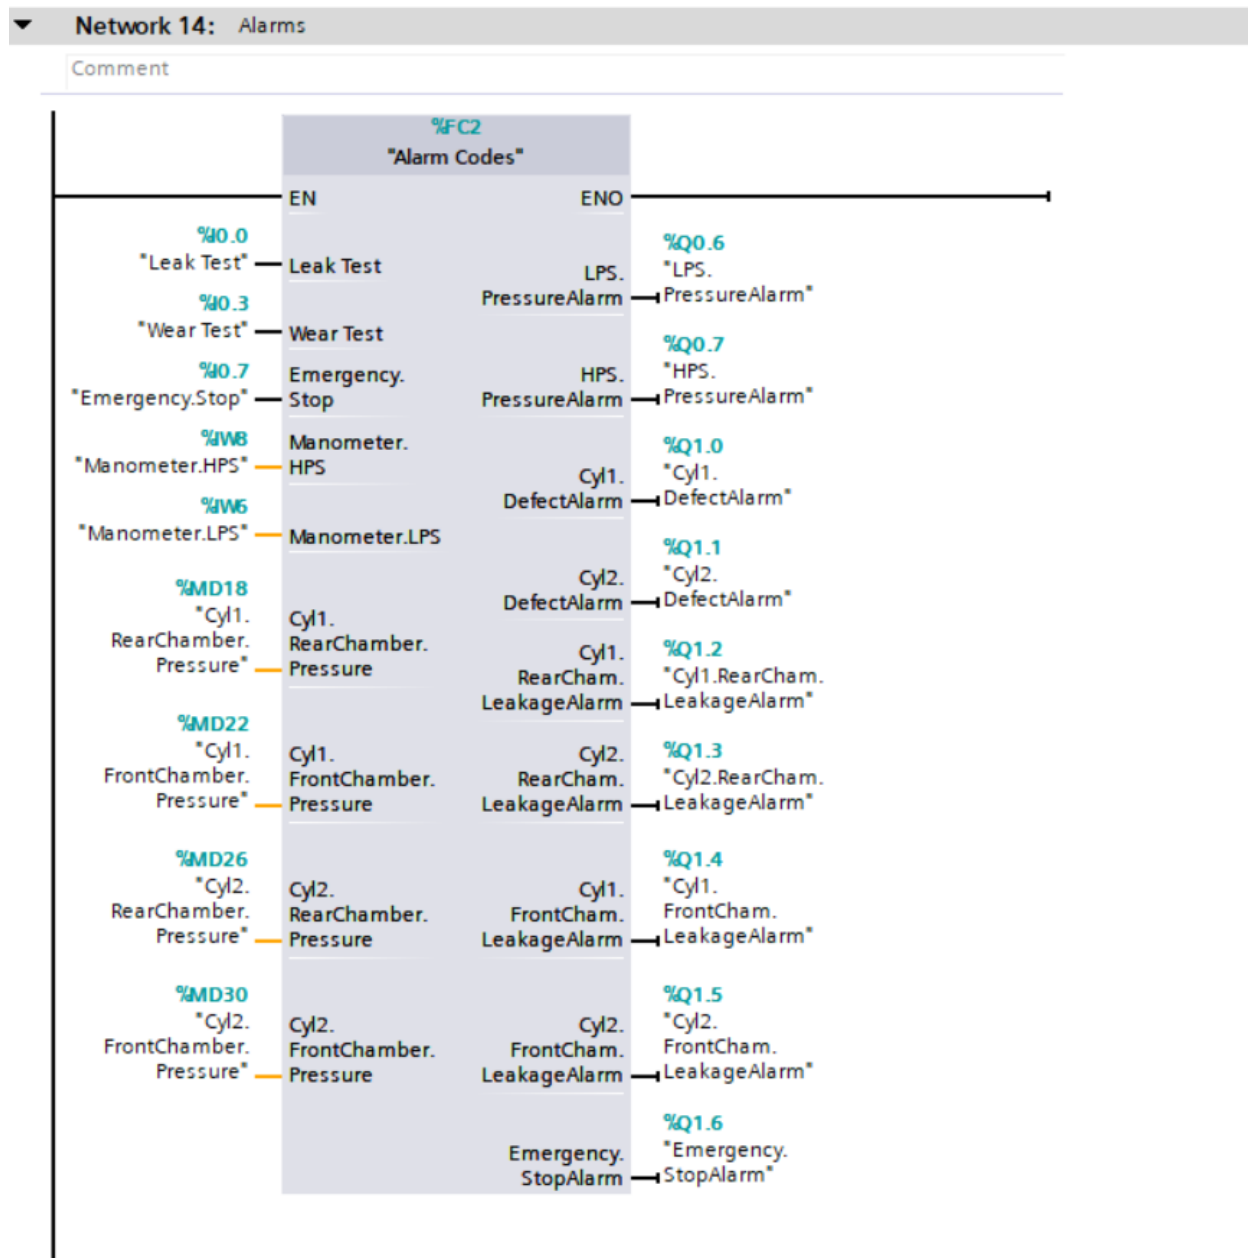 Network 14: Alarms
Comment
%FC2
"Alarm Codes"
EN
ENO
%I0.0
"Leak Test"
Leak Test
%I0.3
"Wear Test"
Wear Test
%I0.7
"Emergency.Stop"
Emergency.
Stop
%IW8
"Manometer.HPS"
Manometer.
HPS
%IW6
"Manometer.LPS"
Manometer.LPS
%MD18
"Cyl1.
RearChamber.
Pressure"
Cyl1.
RearChamber.
Pressure
%MD22
"Cyl1.
FrontChamber.
Pressure"
Cyl1.
FrontChamber.
Pressure
%MD26
"Cyl2.
RearChamber.
Pressure"
Cyl2.
RearChamber.
Pressure
%MD30
"Cyl2.
FrontChamber.
Pressure"
Cyl2.
FrontChamber.
Pressure
LPS.
PressureAlarm
%Q0.6
"LPS.
PressureAlarm"
HPS.
PressureAlarm
%Q0.7
"HPS.
PressureAlarm"
Cyl1.
DefectAlarm
%Q1.0
"Cyl1.
DefectAlarm"
Cyl2.
DefectAlarm
%Q1.1
"Cyl2.
DefectAlarm"
Cyl1.
RearCham.
LeakageAlarm
%Q1.2
"Cyl1.RearCham.
LeakageAlarm"
Cyl2.
RearCham.
LeakageAlarm
%Q1.3
"Cyl2.RearCham.
LeakageAlarm"
Cyl1.
FrontCham.
LeakageAlarm
%Q1.4
"Cyl1.
FrontCham.
LeakageAlarm"
Cyl2.
FrontCham.
LeakageAlarm
%Q1.5
"Cyl2.
FrontCham.
LeakageAlarm"
Emergency.
StopAlarm
%Q1.6
"Emergency.
StopAlarm"